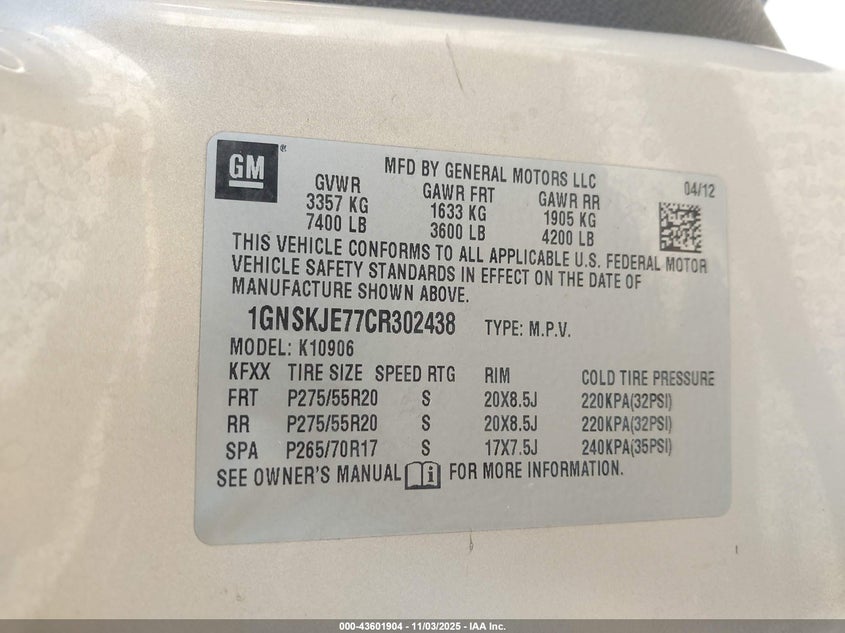 GM ®
MFD BY GENERAL MOTORS LLC 04/12
GVWR GAWR FRT GAWR RR
3357 KG 1633 KG 1905 KG
7400 LB 3600 LB 4200 LB
THIS VEHICLE CONFORMS TO ALL APPLICABLE U.S. FEDERAL MOTOR
VEHICLE SAFETY STANDARDS IN EFFECT ON THE DATE OF
MANUFACTURE SHOWN ABOVE.
1GNSKJE77CR302438 TYPE: M.P.V.
MODEL: K10906
KFXX TIRE SIZE SPEED RTG RIM COLD TIRE PRESSURE
FRT P275/55R20 S 20X8.5J 220KPA(32PSI)
RR P275/55R20 S 20X8.5J 220KPA(32PSI)
SPA P265/70R17 S 17X7.5J 240KPA(35PSI)
SEE OWNER'S MANUAL i FOR MORE INFORMATION.
000-43601904 - 11/03/2025 - IAA Inc.